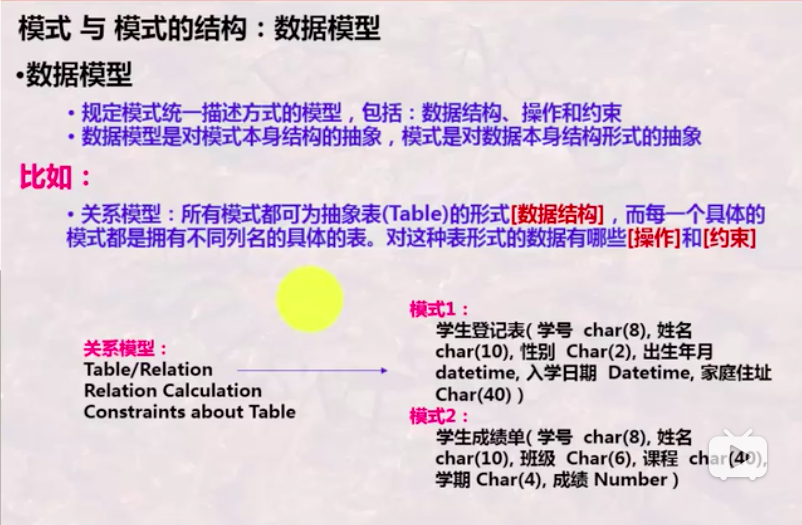 模式 与 模式的结构：数据模型
•数据模型
• 规定模式统一描述方式的模型，包括：数据结构、操作和约束
• 数据模型是对模式本身结构的抽象，模式是对数据本身结构形式的抽象
比如：
• 关系模型：所有模式都可为抽象表(Table)的形式[数据结构]，而每一个具体的
模式都是拥有不同列名的具体的表。对这种表形式的数据有哪些[操作]和[约束]
关系模型：
Table/Relation
Relation Calculation
Constraints about Table
模式1：
学生登记表( 学号 char(8), 姓名
char(10), 性别 Char(2), 出生年月
datetime, 入学日期 Datetime, 家庭住址
Char(40) )
模式2：
学生成绩单( 学号 char(8), 姓名
char(10), 班级 Char(6), 课程 char(40),
学期 Char(4), 成绩 Number )